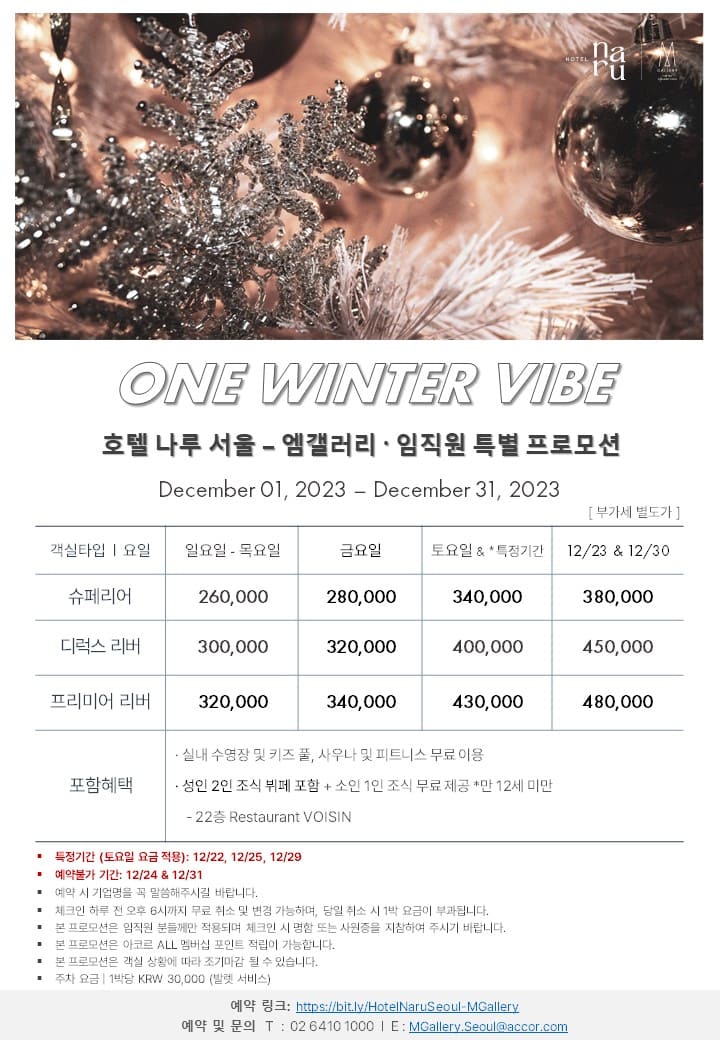 HOTEL naru
M
GALLERY
ONE WINTER VIBE
호텔 나루 서울 – 엠갤러리 · 임직원 특별 프로모션
December 01, 2023 – December 31, 2023
[ 부가세 별도가 ]
객실타입 l 요일 일요일 - 목요일 금요일 토요일 & *특정기간 12/23 & 12/30
슈페리어 260,000 280,000 340,000 380,000
디럭스 리버 300,000 320,000 400,000 450,000
프리미어 리버 320,000 340,000 430,000 480,000
포함혜택
· 실내 수영장 및 키즈 풀, 사우나 및 피트니스 무료 이용
· 성인 2인 조식 뷔페 포함 + 소인 1인 조식 무료 제공 *만 12세 미만
- 22층 Restaurant VOISIN
▪ 특정기간 (토요일 요금 적용): 12/22, 12/25, 12/29
▪ 예약불가 기간: 12/24 & 12/31
▪ 예약 시 기업명을 꼭 말씀해주시길 바랍니다.
▪ 체크인 하루 전 오후 6시까지 무료 취소 및 변경 가능하며, 당일 취소 시 1박 요금이 부과됩니다.
▪ 본 프로모션은 임직원 분들께만 적용되며 체크인 시 명함 또는 사원증을 지참하여 주시기 바랍니다.
▪ 본 프로모션은 아코르 ALL 멤버십 포인트 적립이 가능합니다.
▪ 본 프로모션은 객실 상황에 따라 조기마감 될 수 있습니다.
▪ 주차 요금 | 1박당 KRW 30,000 (발렛 서비스)
예약 링크: https://bit.ly/HotelNaruSeoul-MGallery
예약 및 문의 T : 02 6410 1000 l E : MGallery.Seoul@accor.com